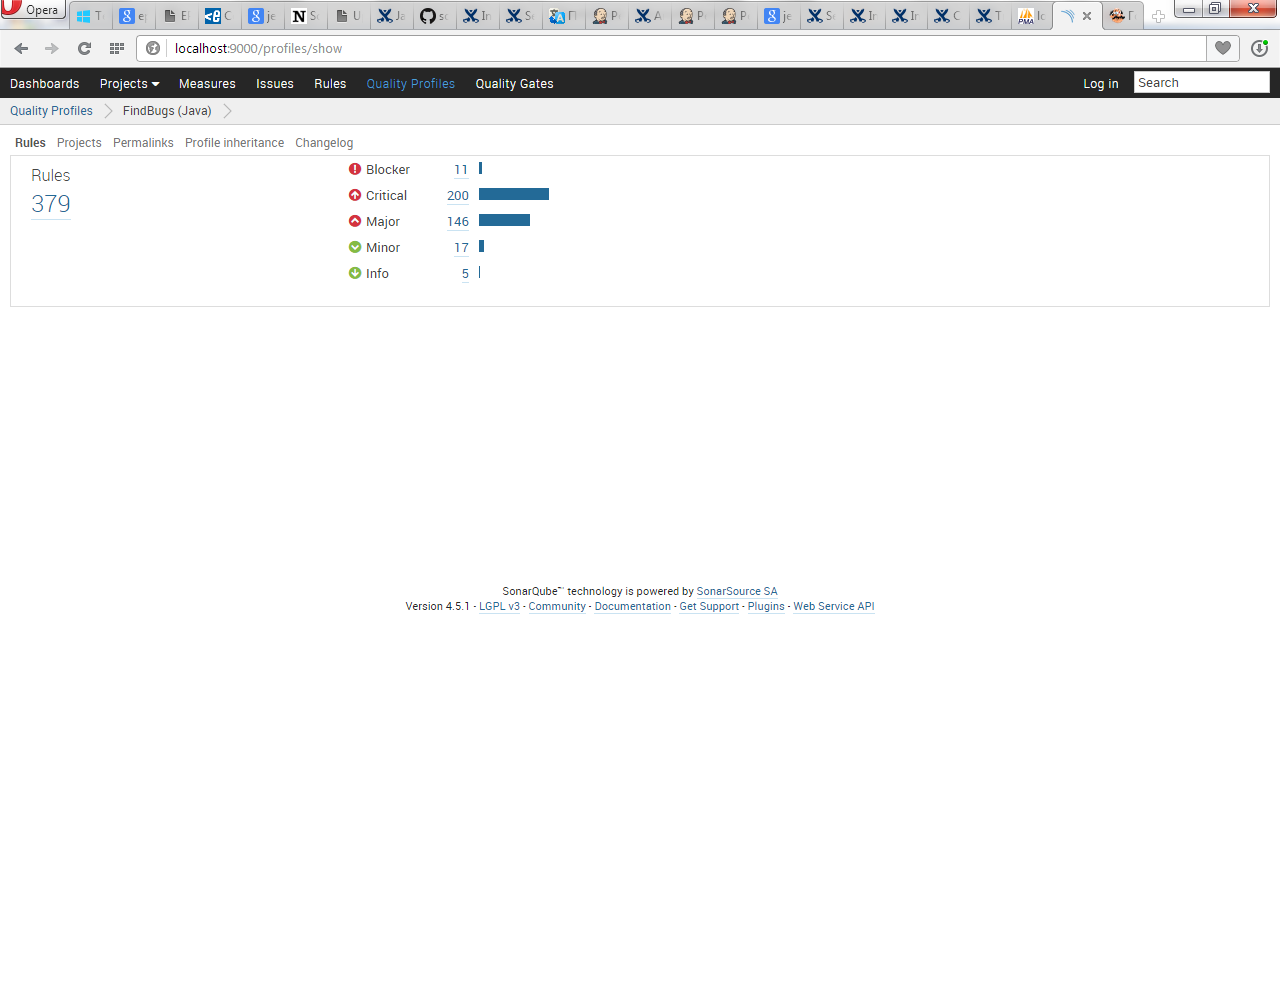 Opera
localhost:9000/profiles/show
Dashboards Projects Measures Issues Rules Quality Profiles Quality Gates Log in Search
Quality Profiles FindBugs (Java)
Rules Projects Permalinks Profile inheritance Changelog
Rules
379
Blocker 11
Critical 200
Major 146
Minor 17
Info 5
SonarQube™ technology is powered by SonarSource SA
Version 4.5.1 - LGPL v3 - Community - Documentation - Get Support - Plugins - Web Service API